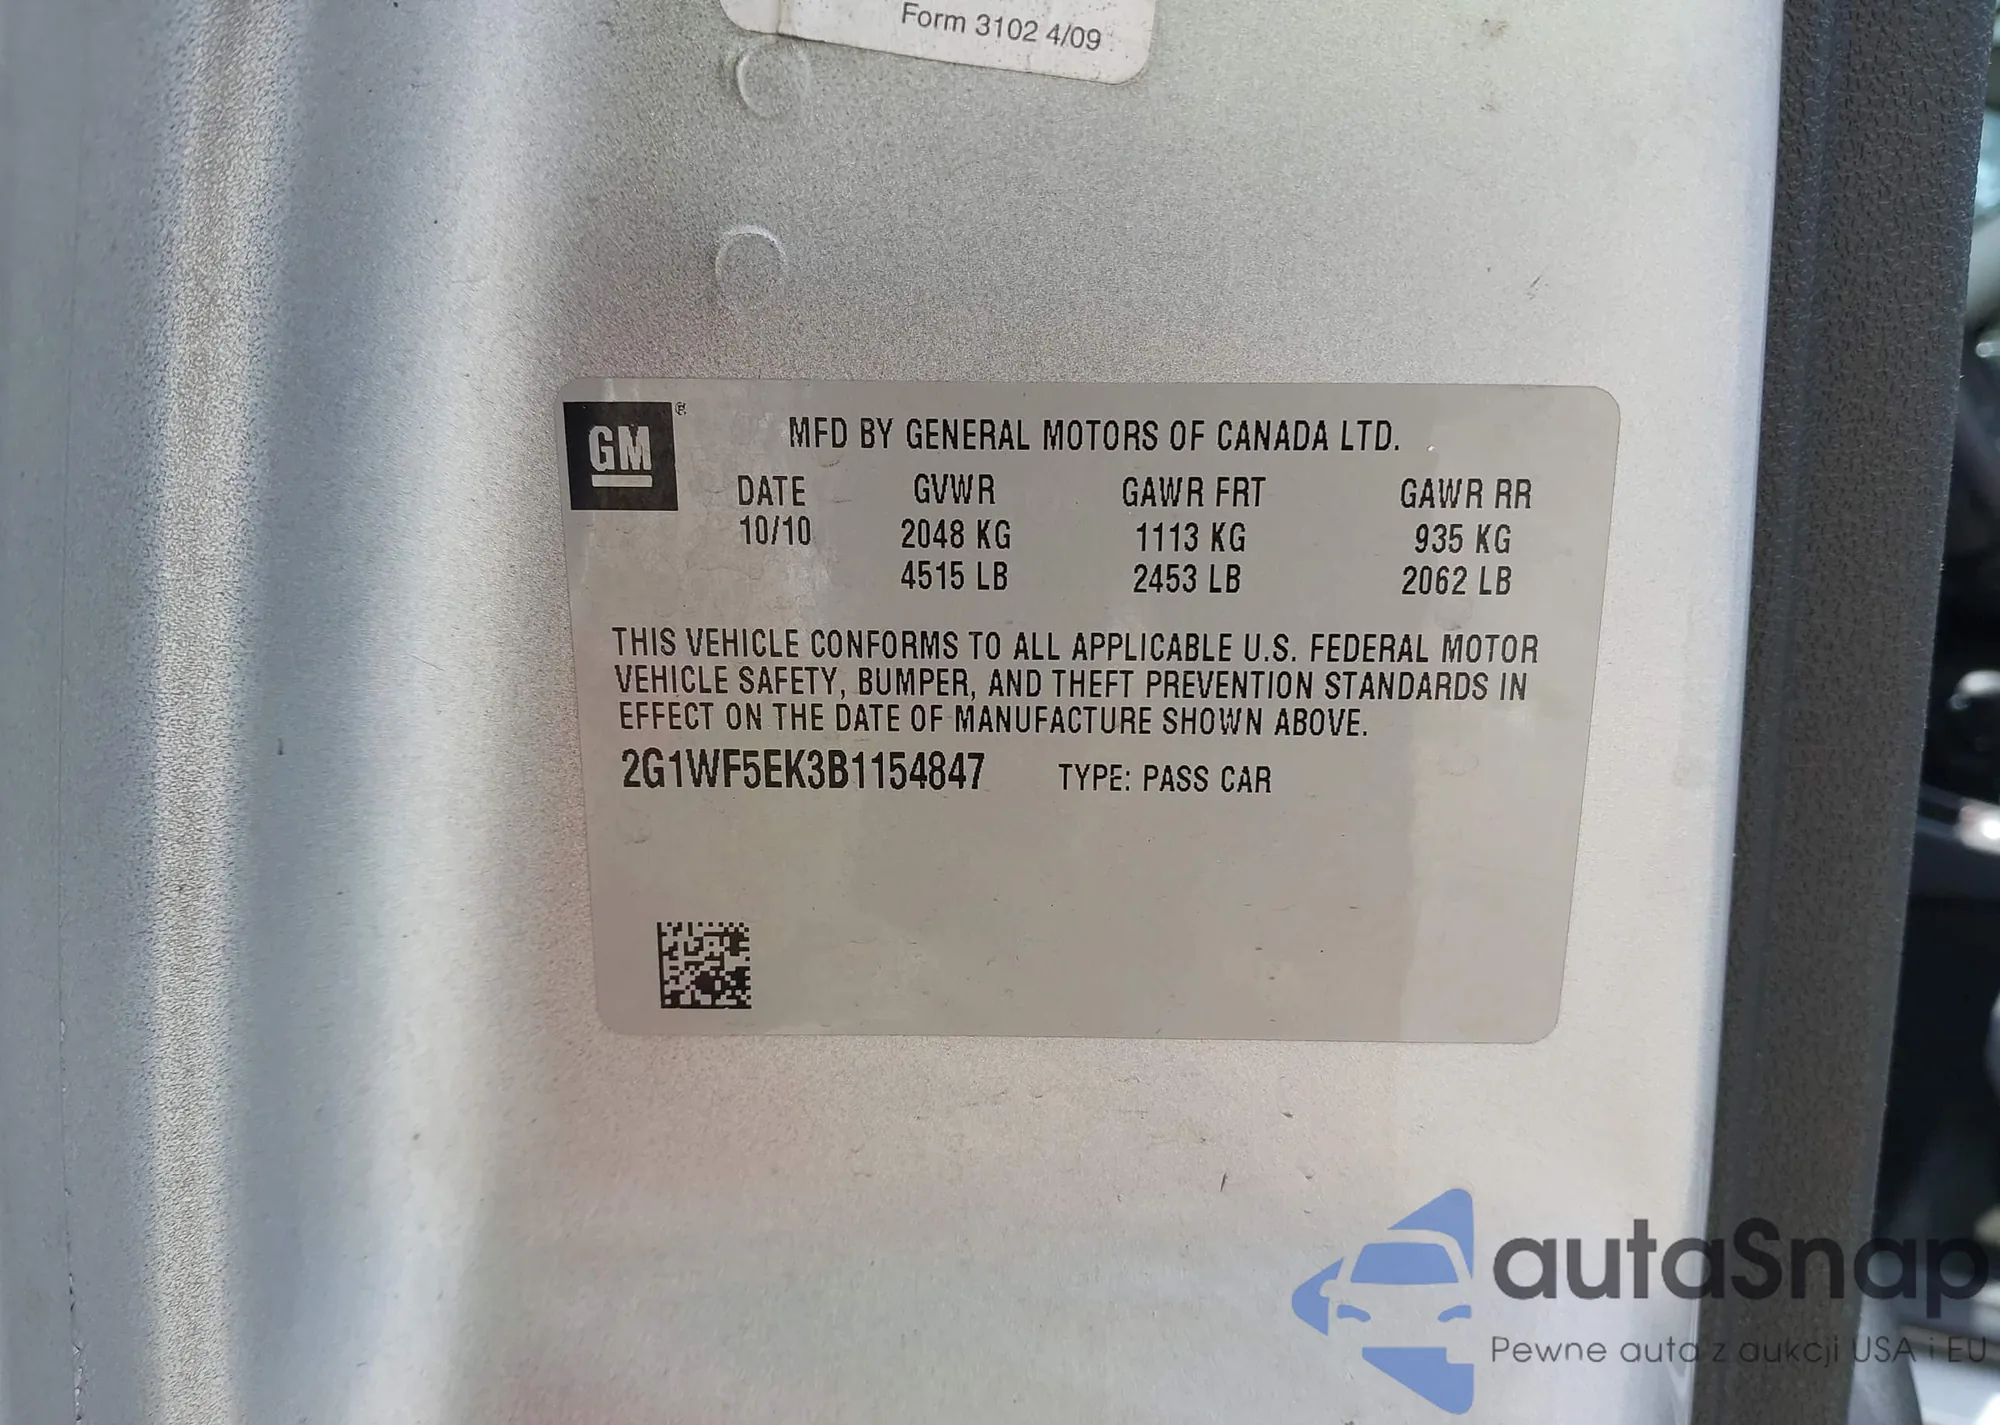 Form 3102 4/09
GM®
MFD BY GENERAL MOTORS OF CANADA LTD.
DATE GVWR GAWR FRT GAWR RR
10/10 2048 KG 1113 KG 935 KG
4515 LB 2453 LB 2062 LB
THIS VEHICLE CONFORMS TO ALL APPLICABLE U.S. FEDERAL MOTOR
VEHICLE SAFETY, BUMPER, AND THEFT PREVENTION STANDARDS IN
EFFECT ON THE DATE OF MANUFACTURE SHOWN ABOVE.
2G1WF5EK3B1154847 TYPE: PASS CAR
autaSnap
Pewne auta z aukcji USA i EU